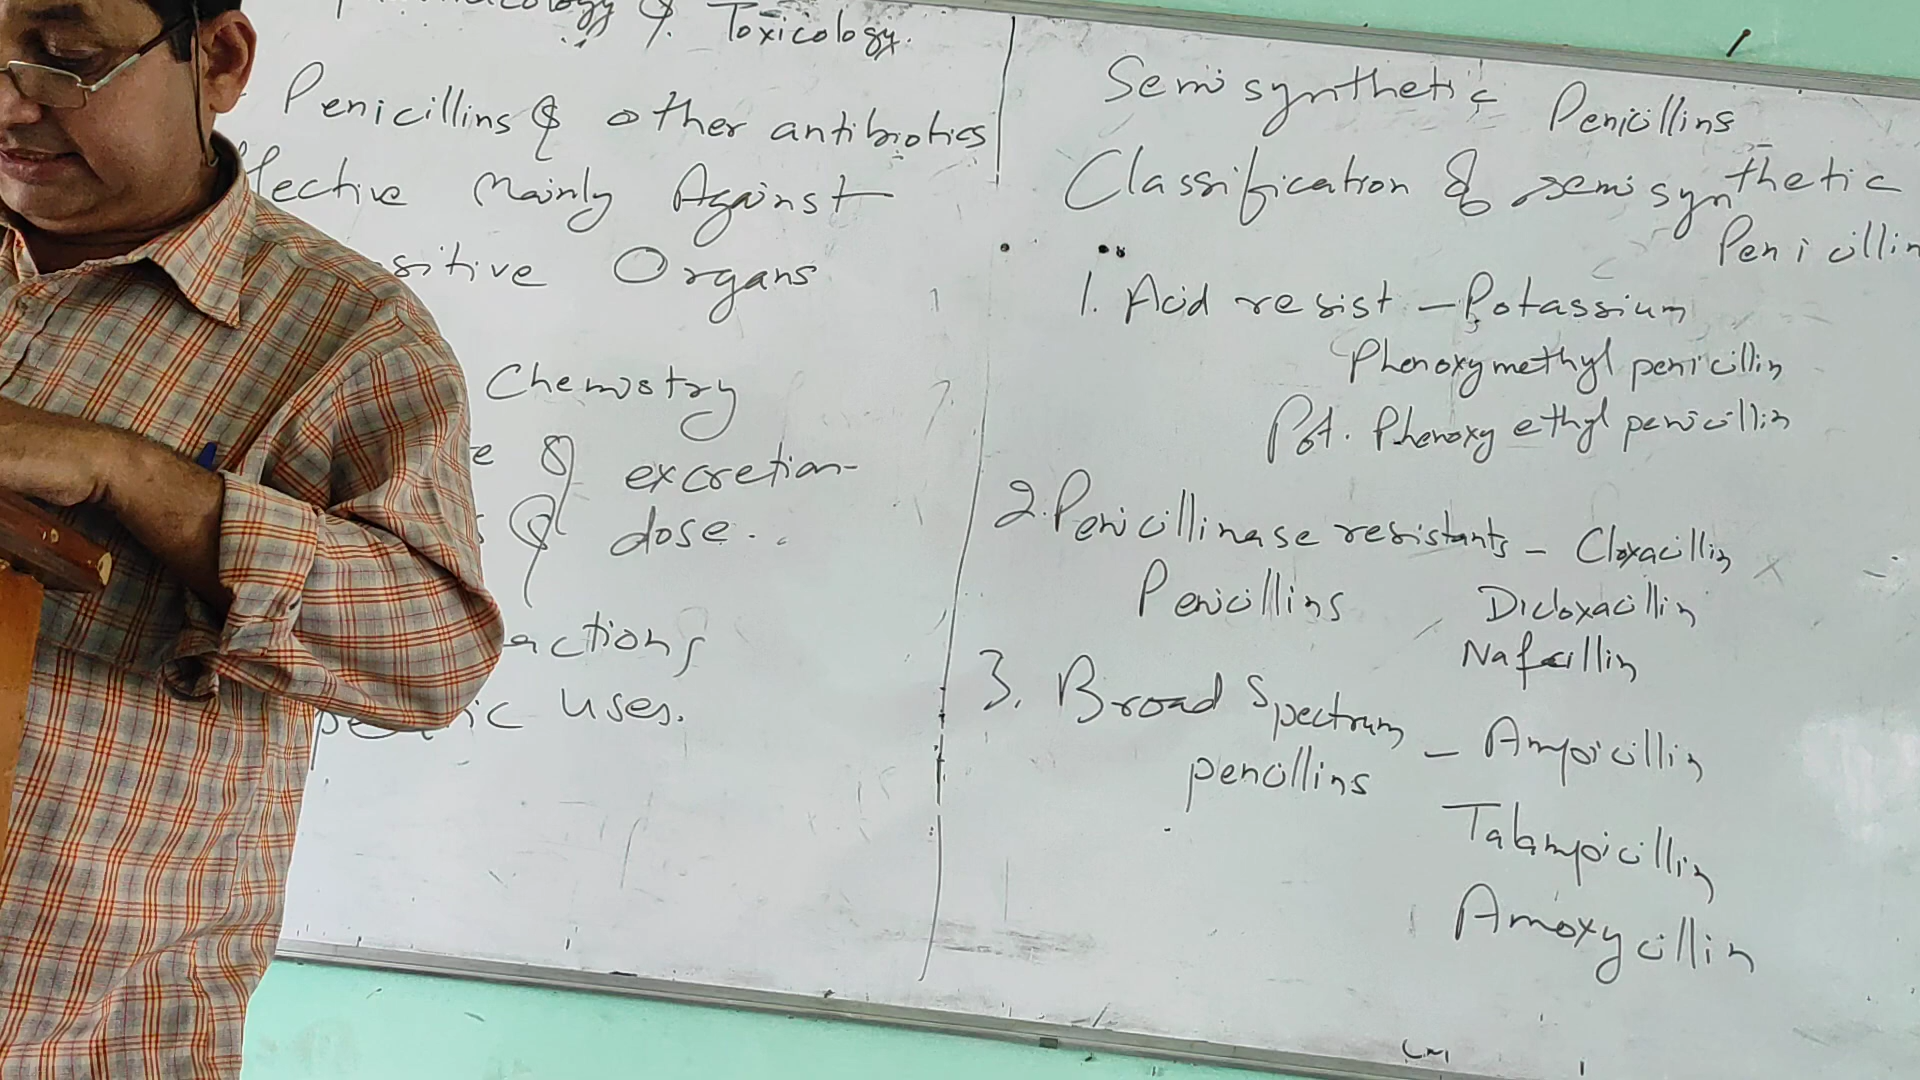 & Toxicology.
Penicillins & other antibiotics
ffective Mainly Against
sitive Organs
Chemistry
e & excretion
s & dose..
actions
ic uses.
Semi synthetic Penicillins
Classification of semi synthetic
Penicillin
1. Acid resist - Potassium
Phenoxymethyl penicillin
Pot. Phenoxy ethyl penicillin
2. Penicillinase resistants - Cloxacillin
Penicillins Dicloxacillin
Nafcillin
3. Broad Spectrum - Ampicillin
pencillins
Talampicillin
Amoxycillin